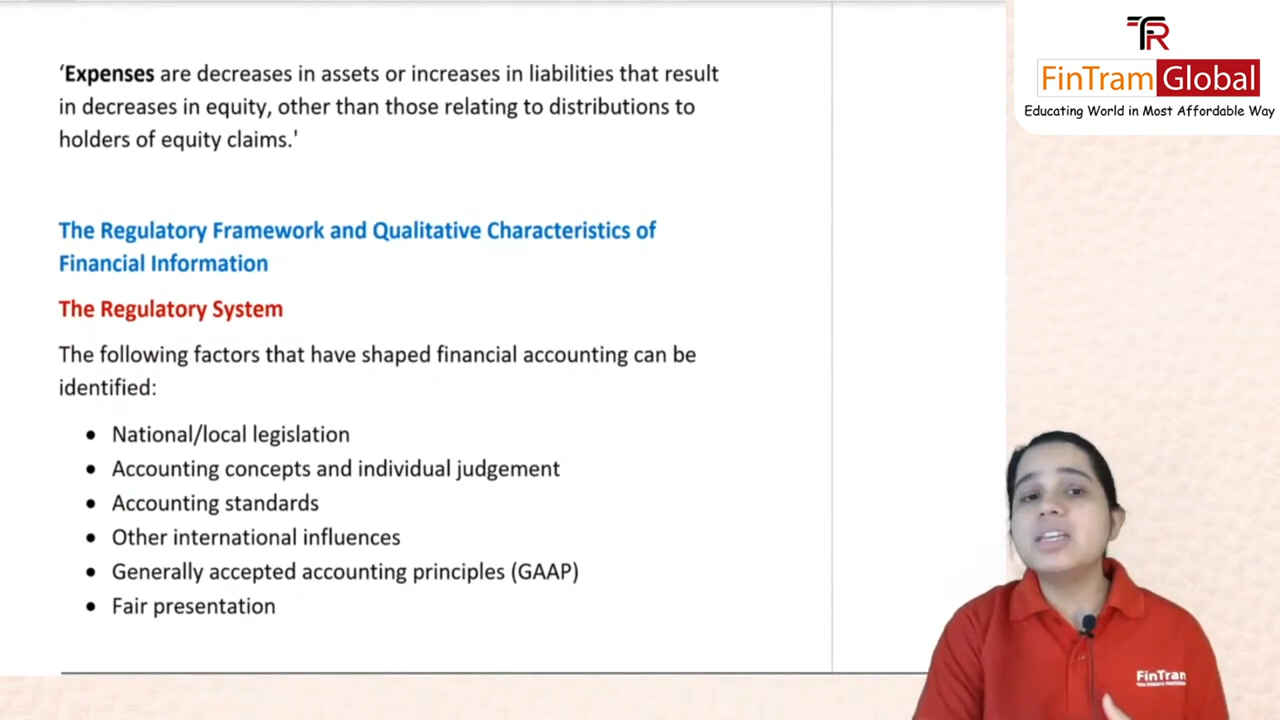 ‘Expenses are decreases in assets or increases in liabilities that result
in decreases in equity, other than those relating to distributions to
holders of equity claims.'
The Regulatory Framework and Qualitative Characteristics of
Financial Information
The Regulatory System
The following factors that have shaped financial accounting can be
identified:
• National/local legislation
• Accounting concepts and individual judgement
• Accounting standards
• Other international influences
• Generally accepted accounting principles (GAAP)
• Fair presentation
TR
FinTram Global
Educating World in Most Affordable Way
FinTram